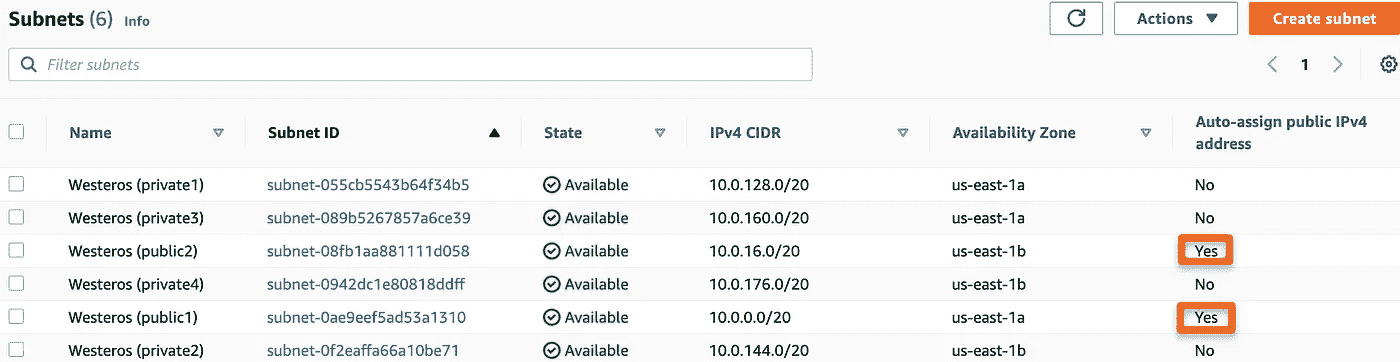 Subnets (6) Info
Actions
Create subnet
Filter subnets
1
Name Subnet ID State IPv4 CIDR Availability Zone Auto-assign public IPv4 address
Westeros (private1) subnet-055cb5543b64f34b5 Available 10.0.128.0/20 us-east-1a No
Westeros (private3) subnet-089b5267857a6ce39 Available 10.0.160.0/20 us-east-1a No
Westeros (public2) subnet-08fb1aa881111d058 Available 10.0.16.0/20 us-east-1b Yes
Westeros (private4) subnet-0942dc1e80818ddff Available 10.0.176.0/20 us-east-1b No
Westeros (public1) subnet-0ae9eef5ad53a1310 Available 10.0.0.0/20 us-east-1a Yes
Westeros (private2) subnet-0f2eaffa66a10be71 Available 10.0.144.0/20 us-east-1b No